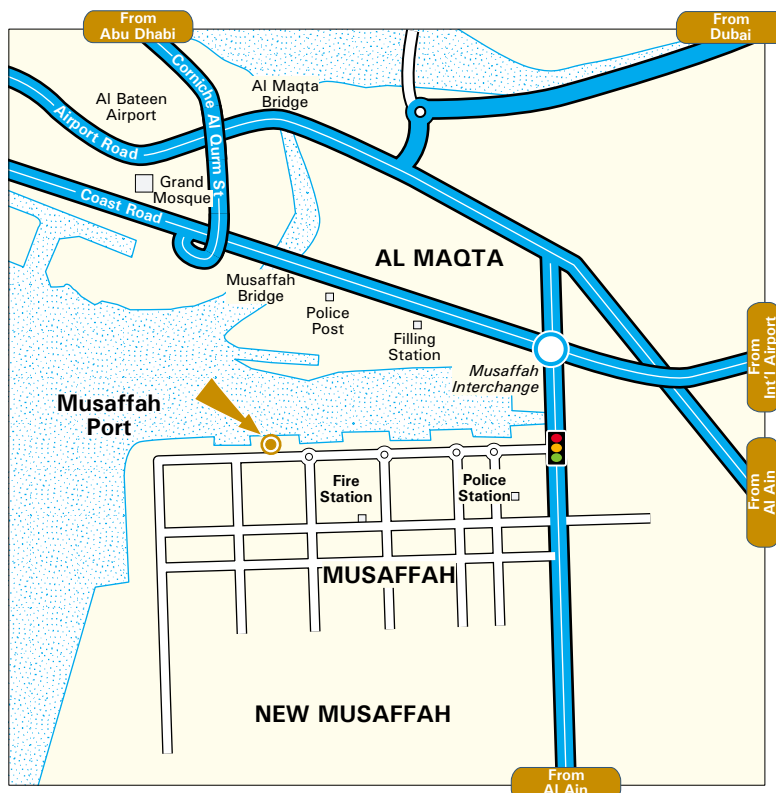 From
Abu Dhabi
From
Dubai
Corniche Al Qurm St
Al Maqta
Bridge
Al Bateen
Airport
Airport Road
Grand
Mosque
Coast Road
AL MAQTA
Musaffah
Bridge
Police
Post
Filling
Station
Musaffah
Interchange
From
Int'l Airport
Musaffah
Port
From
Al Ain
Fire
Station
Police
Station
MUSAFFAH
NEW MUSAFFAH
From
Al Ain